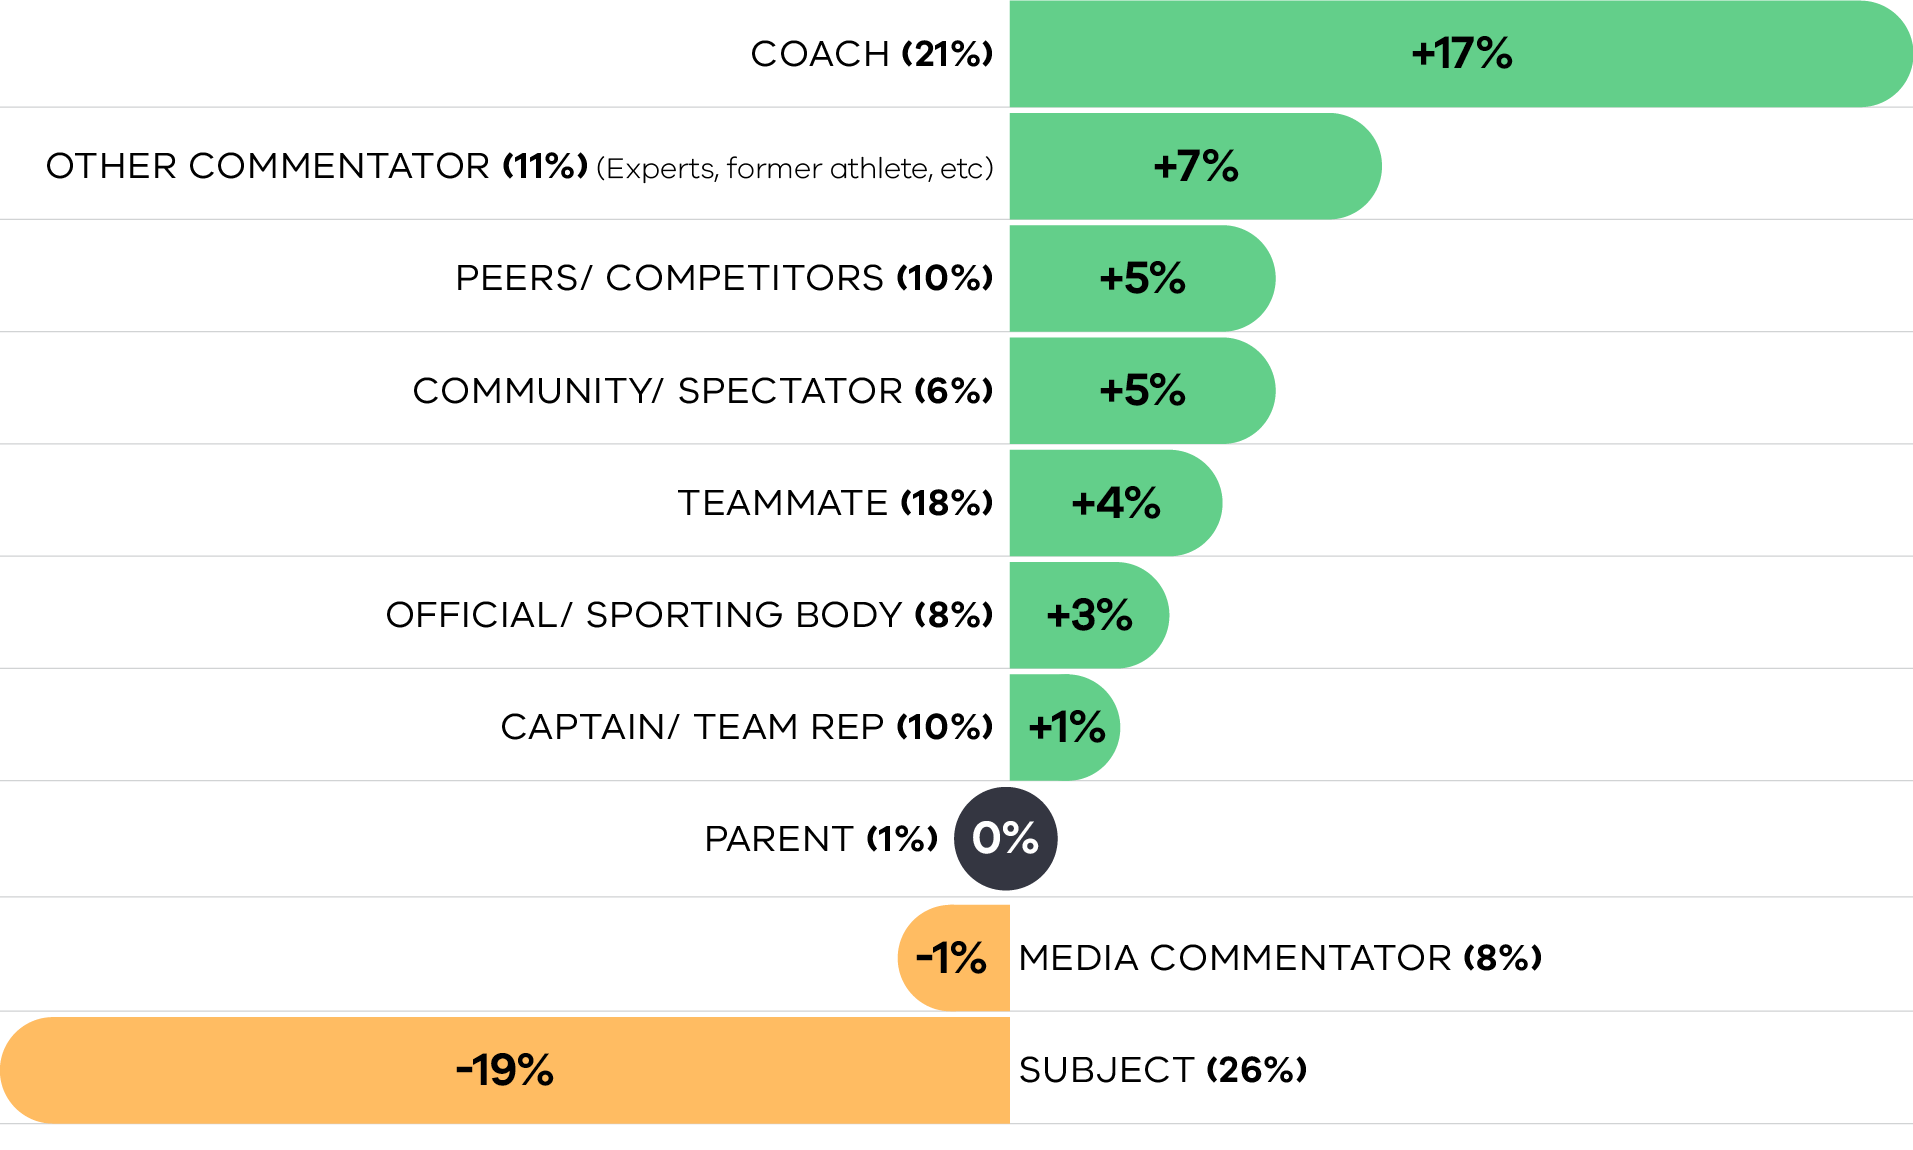 COACH (21%) +17%
OTHER COMMENTATOR (11%) (Experts, former athlete, etc) +7%
PEERS/ COMPETITORS (10%) +5%
COMMUNITY/ SPECTATOR (6%) +5%
TEAMMATE (18%) +4%
OFFICIAL/ SPORTING BODY (8%) +3%
CAPTAIN/ TEAM REP (10%) +1%
PARENT (1%) 0%
-1% MEDIA COMMENTATOR (8%)
-19% SUBJECT (26%)